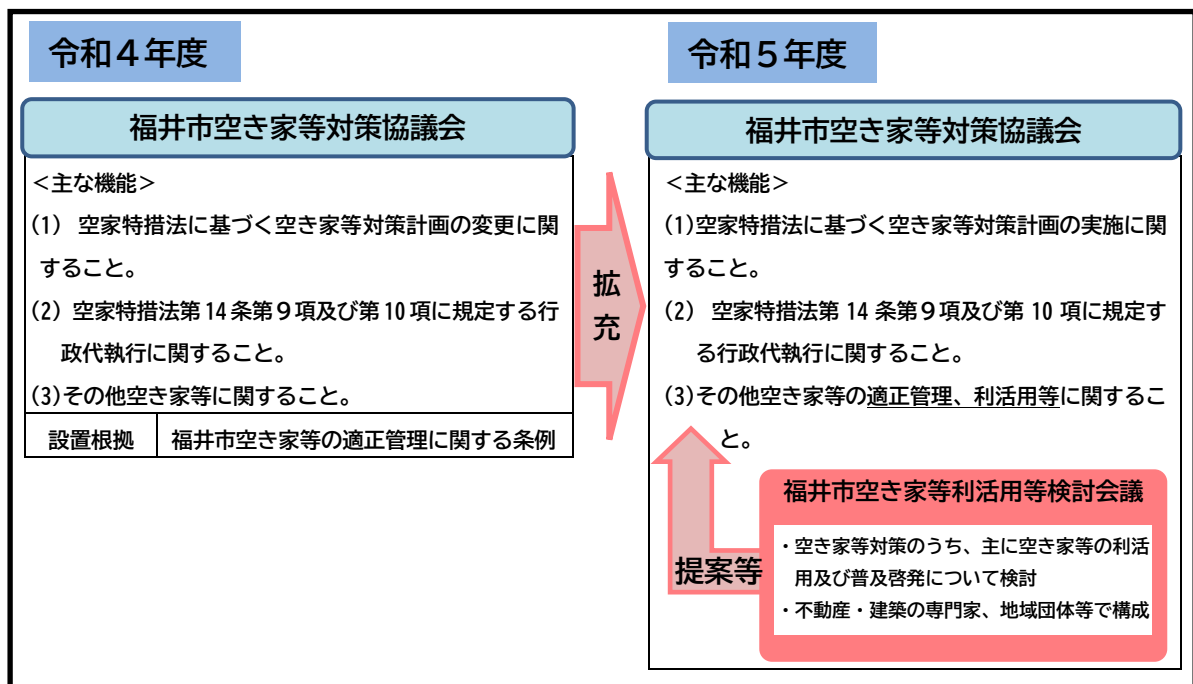 令和４年度
福井市空き家等対策協議会
＜主な機能＞
(1) 空家特措法に基づく空き家等対策計画の変更に関
すること。
(2) 空家特措法第14条第９項及び第10項に規定する行
政代執行に関すること。
(3)その他空き家等に関すること。
設置根拠 福井市空き家等の適正管理に関する条例
拡
充
令和５年度
福井市空き家等対策協議会
＜主な機能＞
(1)空家特措法に基づく空き家等対策計画の実施に関
すること。
(2) 空家特措法第 14 条第９項及び第 10 項に規定す
る行政代執行に関すること。
(3)その他空き家等の適正管理、利活用等に関するこ
と。
提案等
福井市空き家等利活用等検討会議
・空き家等対策のうち、主に空き家等の利活
用及び普及啓発について検討
・不動産・建築の専門家、地域団体等で構成